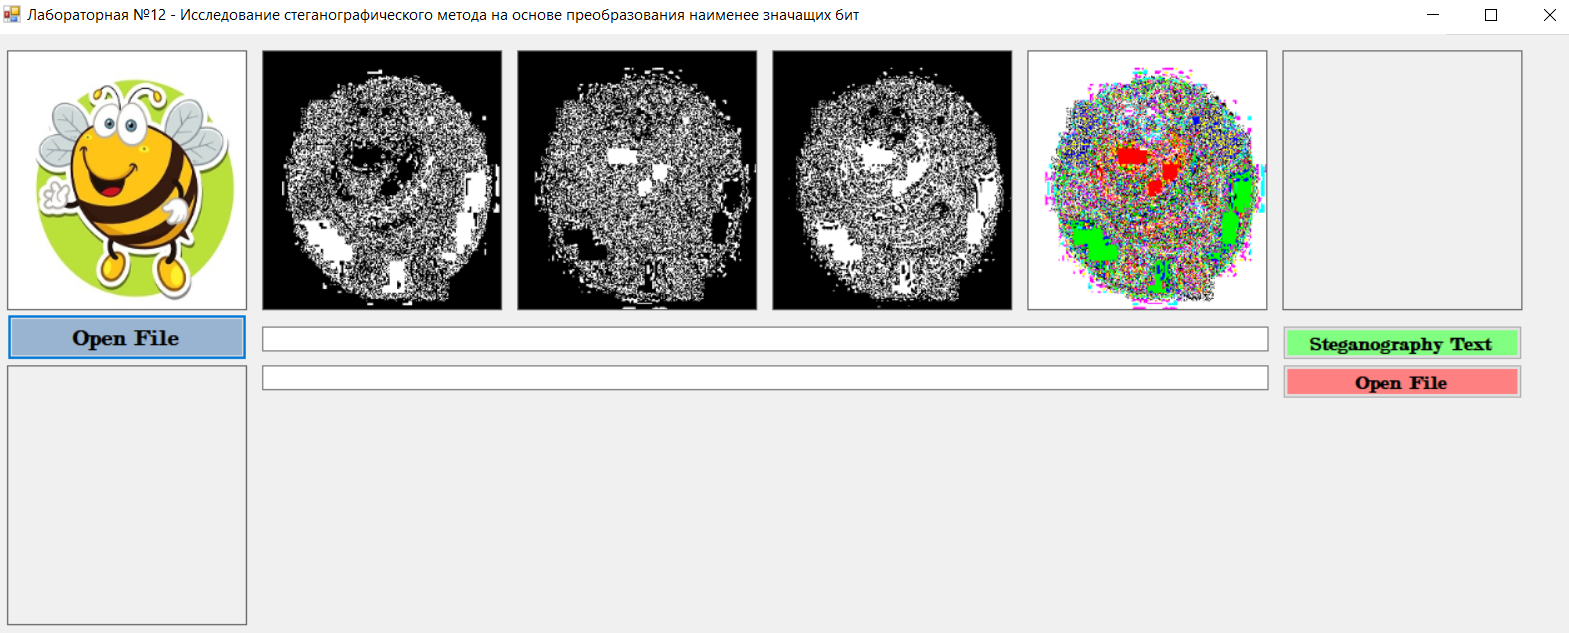 Лабораторная №12 - Исследование стеганографического метода на основе преобразования наименее значащих бит
Open File
Steganography Text
Open File